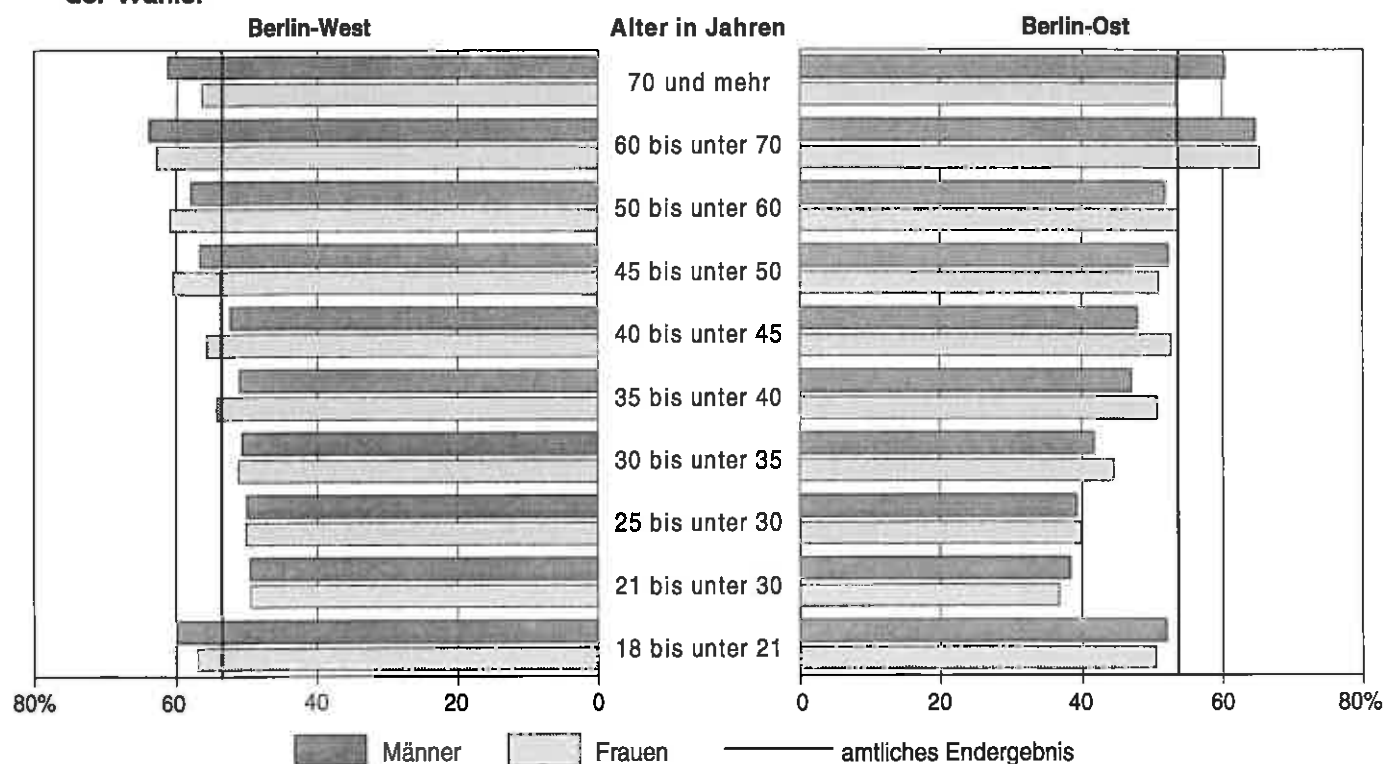 Berlin-West Alter in Jahren Berlin-Ost
70 und mehr
60 bis unter 70
50 bis unter 60
45 bis unter 50
40 bis unter 45
35 bis unter 40
30 bis unter 35
25 bis unter 30
21 bis unter 30
18 bis unter 21
80% 60 40 20 0 0 20 40 60 80%
Männer Frauen amtliches Endergebnis